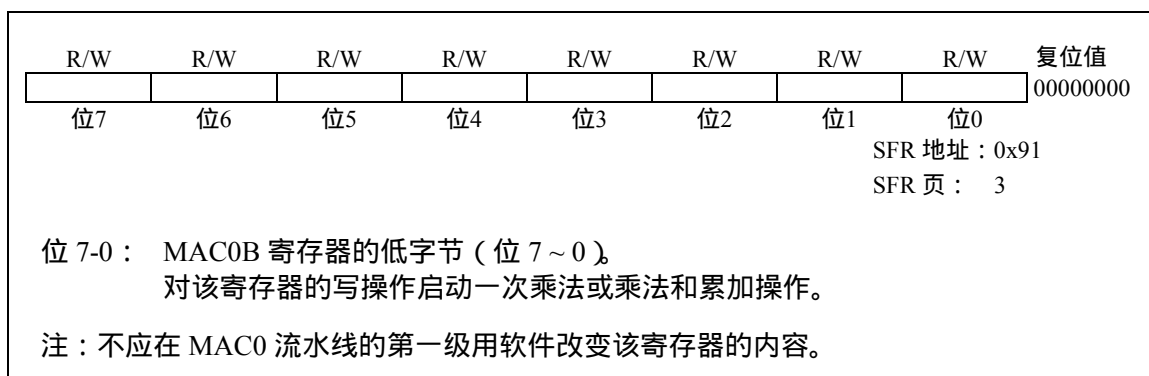 R/W R/W R/W R/W R/W R/W R/W R/W 复位值
00000000
位7 位6 位5 位4 位3 位2 位1 位0
SFR 地址：0x91
SFR 页： 3
位 7-0： MAC0B 寄存器的低字节（位 7 ~ 0）。
对该寄存器的写操作启动一次乘法或乘法和累加操作。
注：不应在 MAC0 流水线的第一级用软件改变该寄存器的内容。